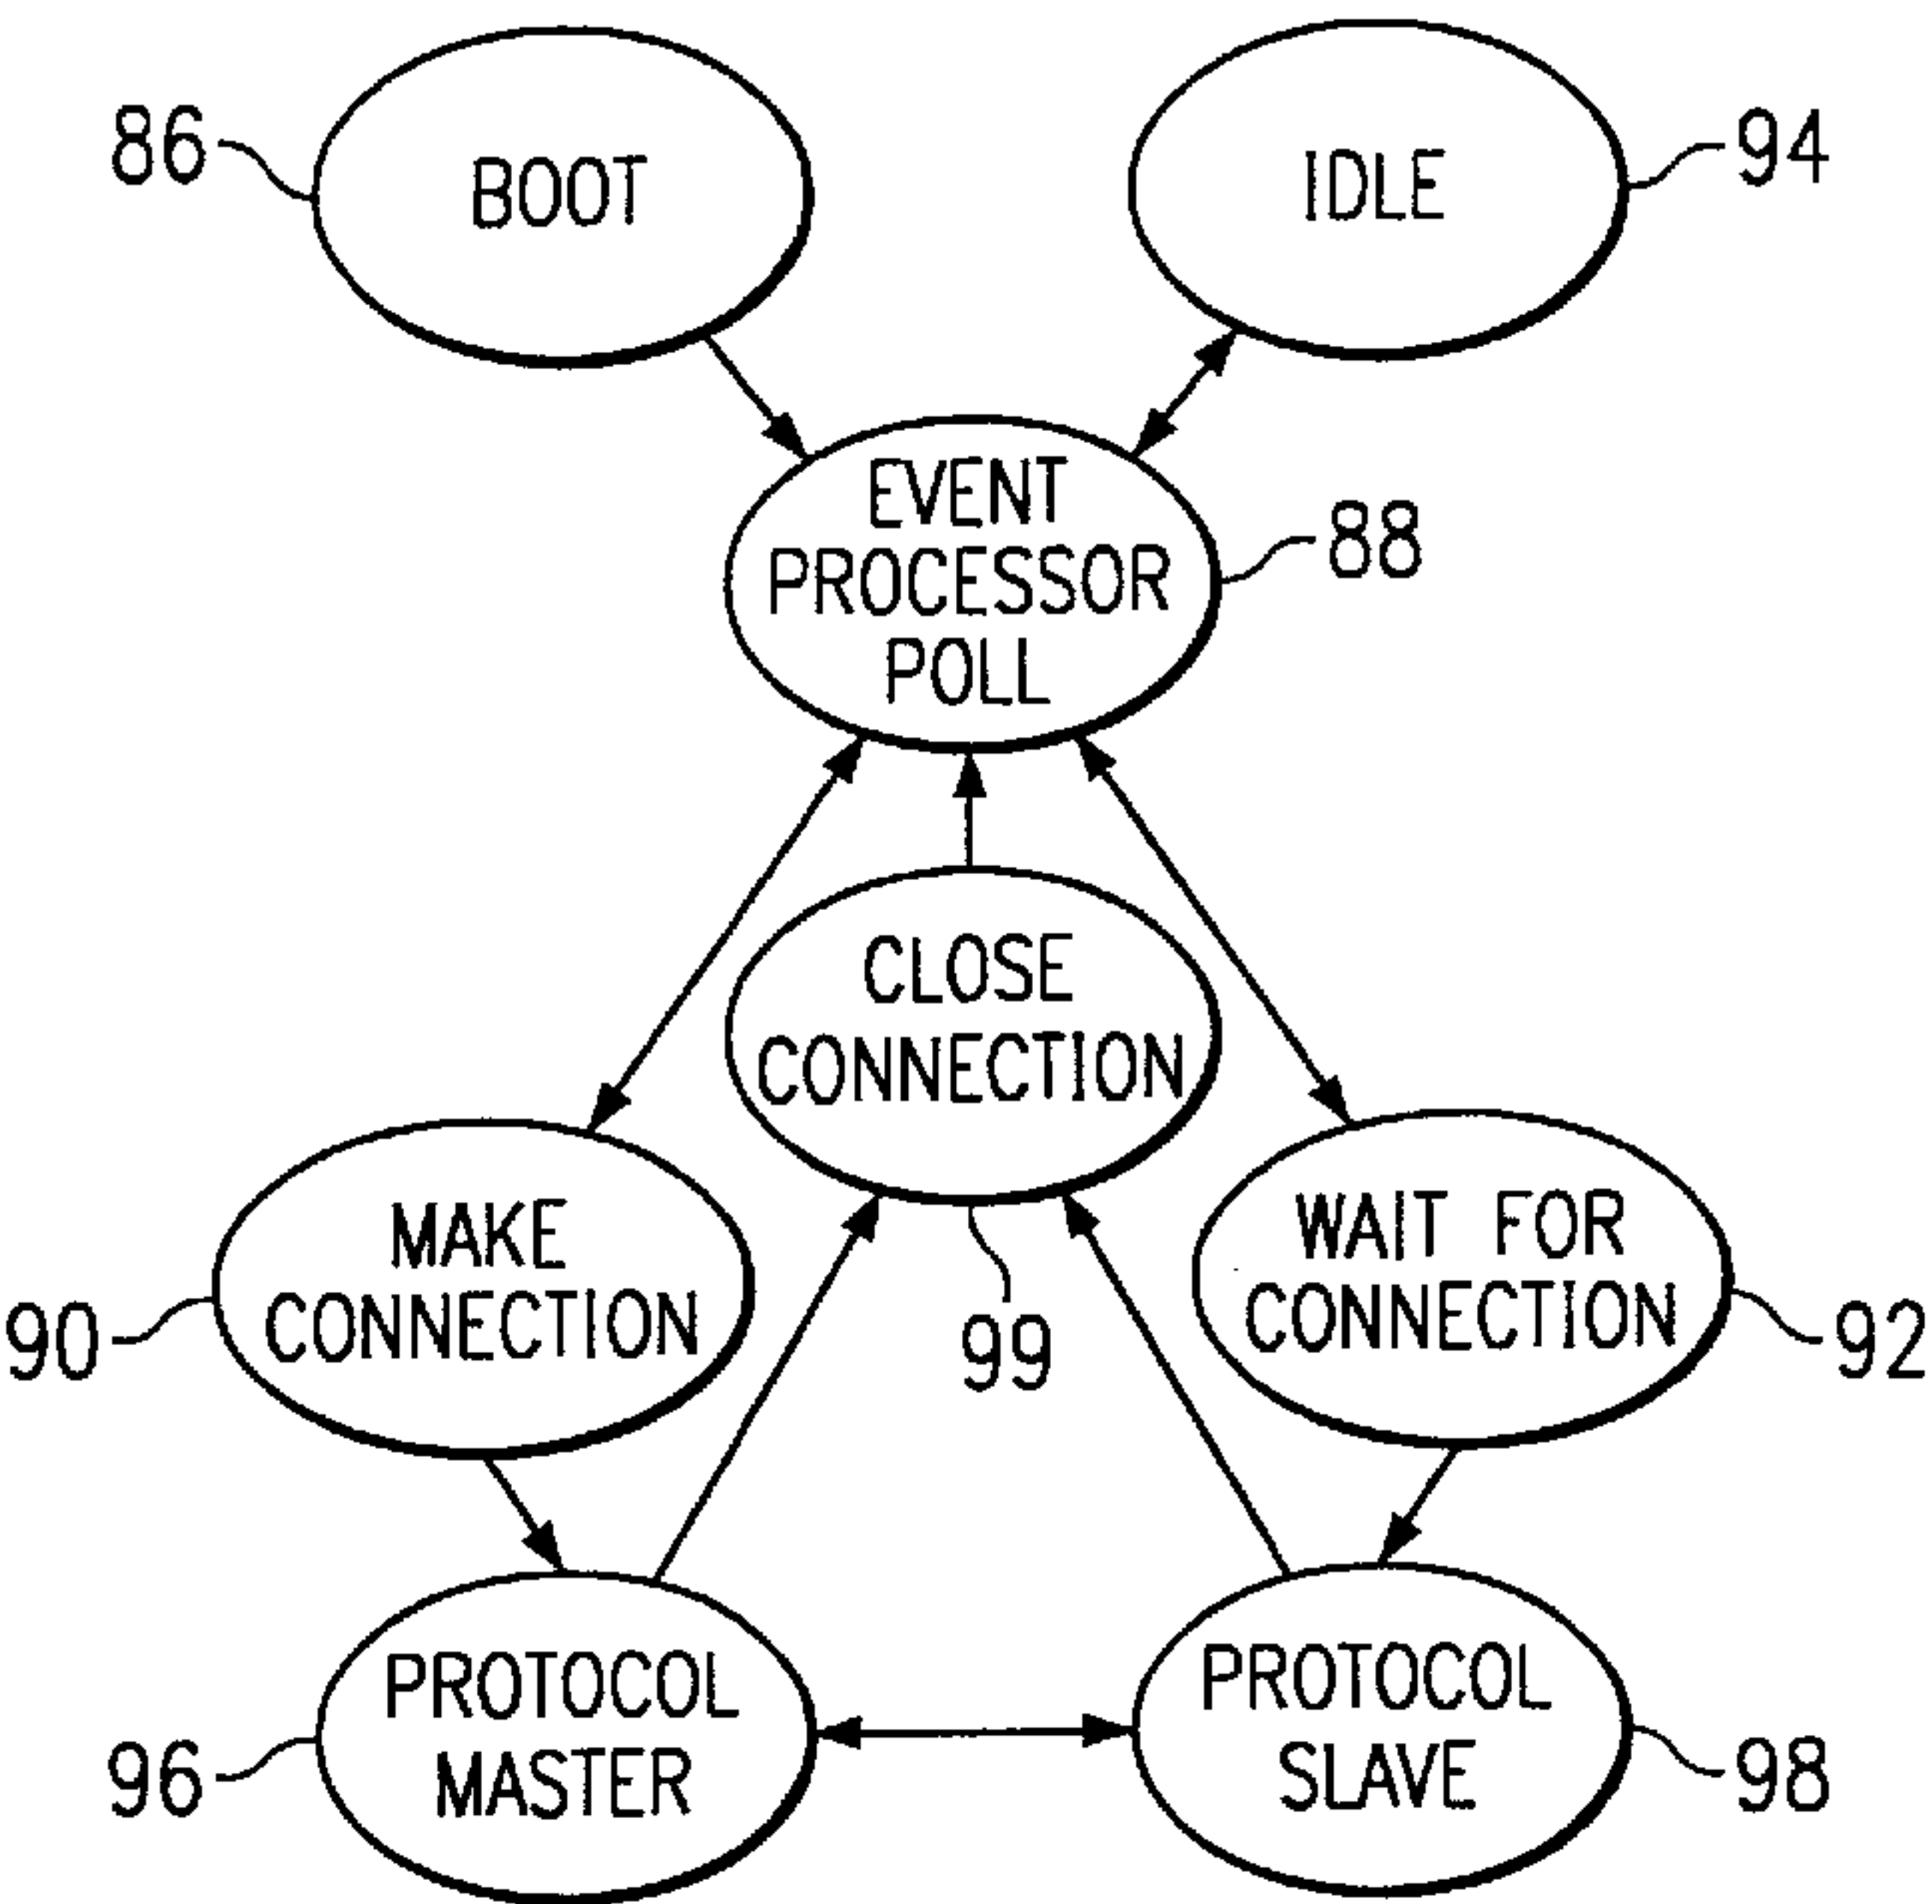 86
BOOT
IDLE
94
EVENT
PROCESSOR
POLL
88
CLOSE
CONNECTION
99
MAKE
CONNECTION
90
WAIT FOR
CONNECTION
92
PROTOCOL
MASTER
96
PROTOCOL
SLAVE
98